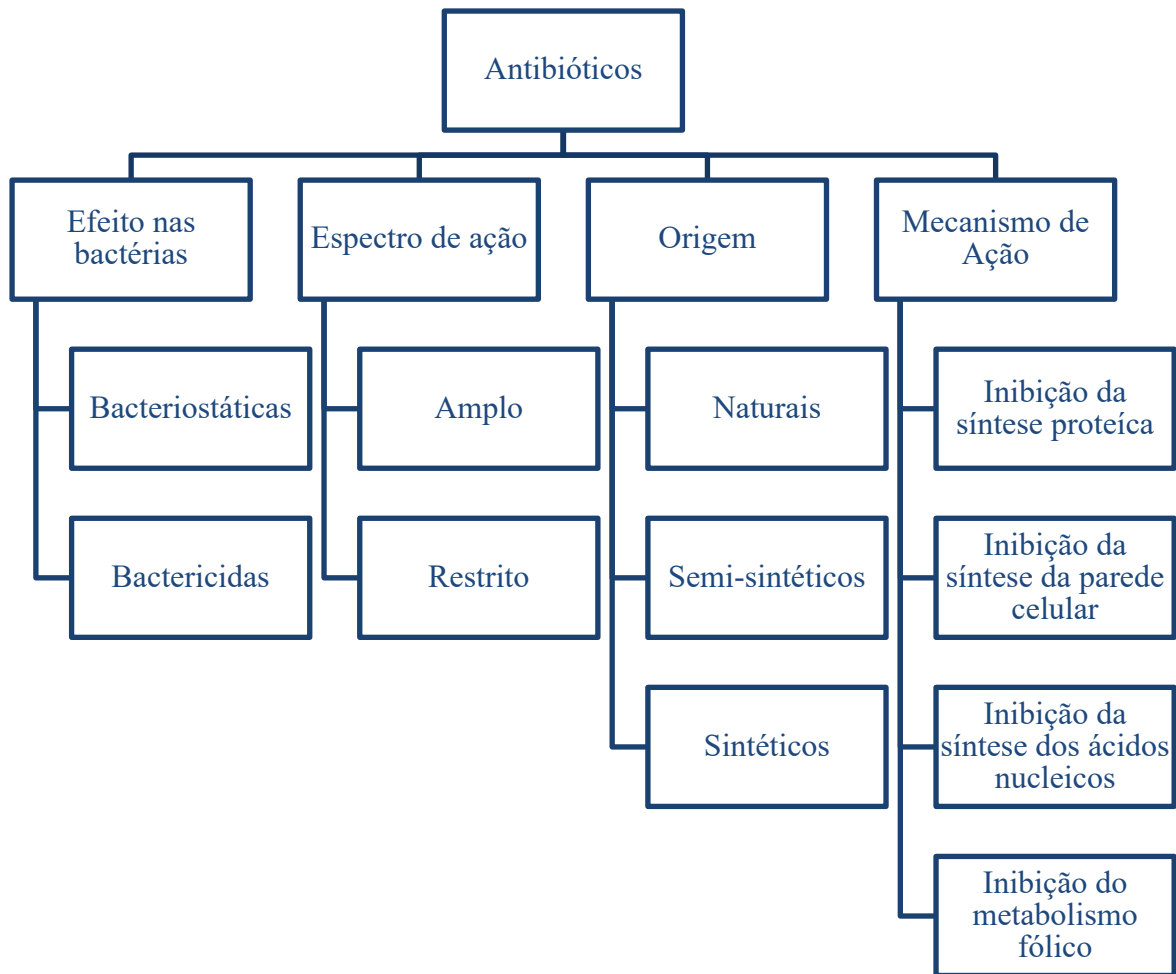 Antibióticos
Efeito nas
bactérias
Bacteriostáticas
Bactericidas
Espectro de ação
Amplo
Restrito
Origem
Naturais
Semi-sintéticos
Sintéticos
Mecanismo de
Ação
Inibição da
síntese proteíca
Inibição da
síntese da parede
celular
Inibição da
síntese dos ácidos
nucleicos
Inibição do
metabolismo
fólico